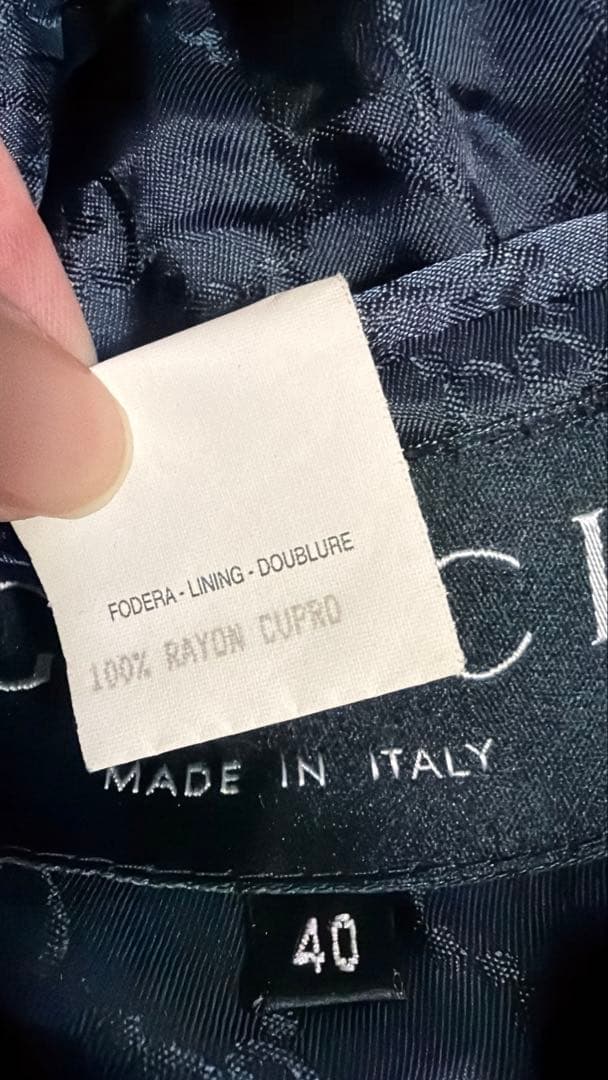 FODERA - LINING - DOUBLURE
100% RAYON CUPRO
G C I
MADE IN ITALY
40